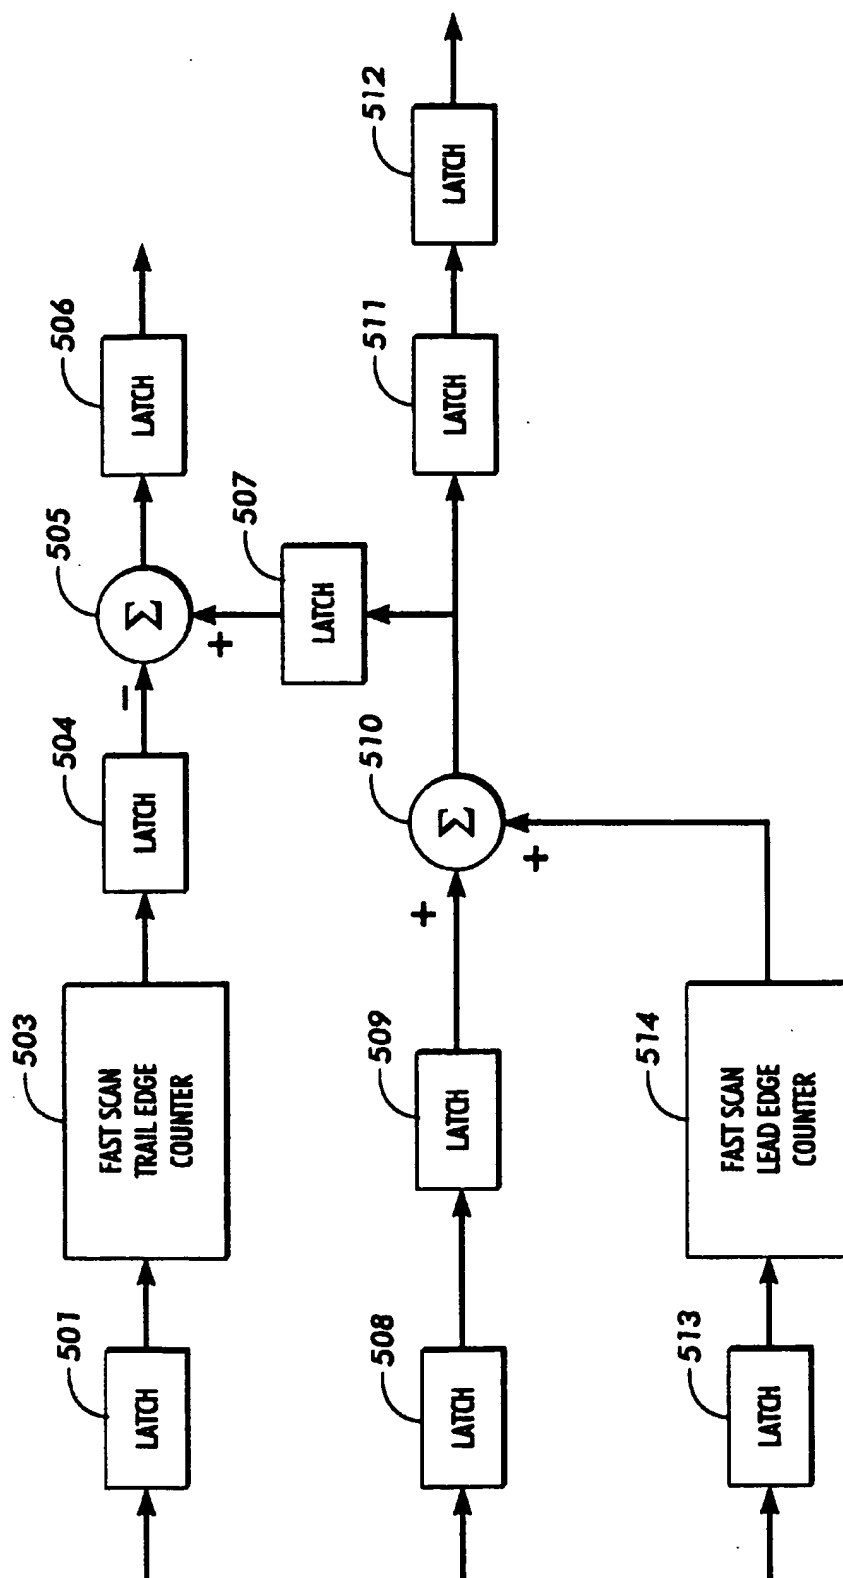 501
LATCH
503
FAST SCAN
TRAIL EDGE
COUNTER
504
LATCH
−
505
Σ
506
LATCH
+
507
LATCH
508
LATCH
509
LATCH
+
510
Σ
+
511
LATCH
512
LATCH
513
LATCH
514
FAST SCAN
LEAD EDGE
COUNTER